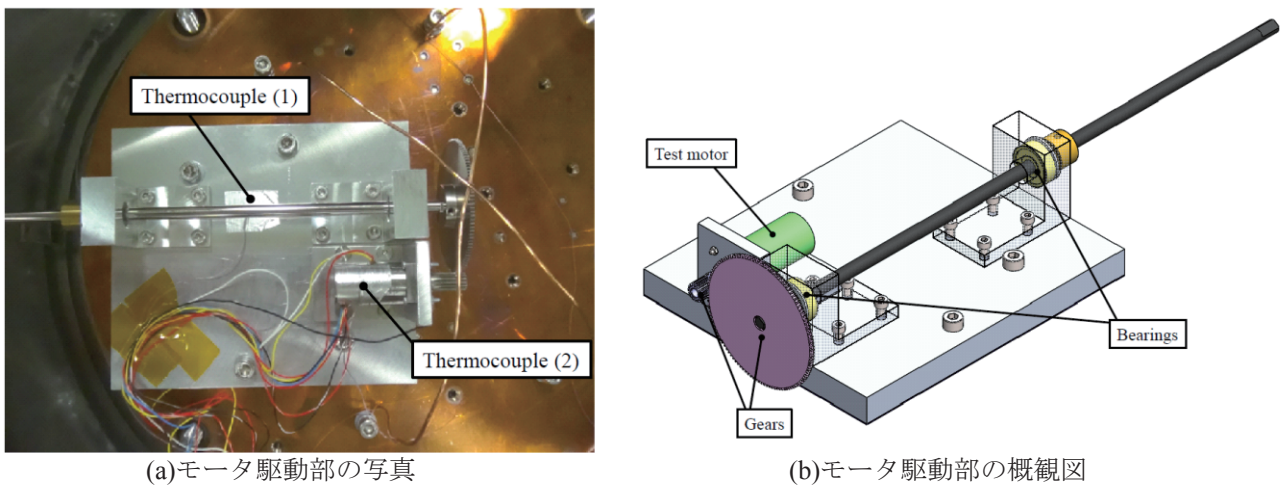 Thermocouple (1)
Thermocouple (2)
Test motor
Bearings
Gears
(a)モータ駆動部の写真
(b)モータ駆動部の概観図